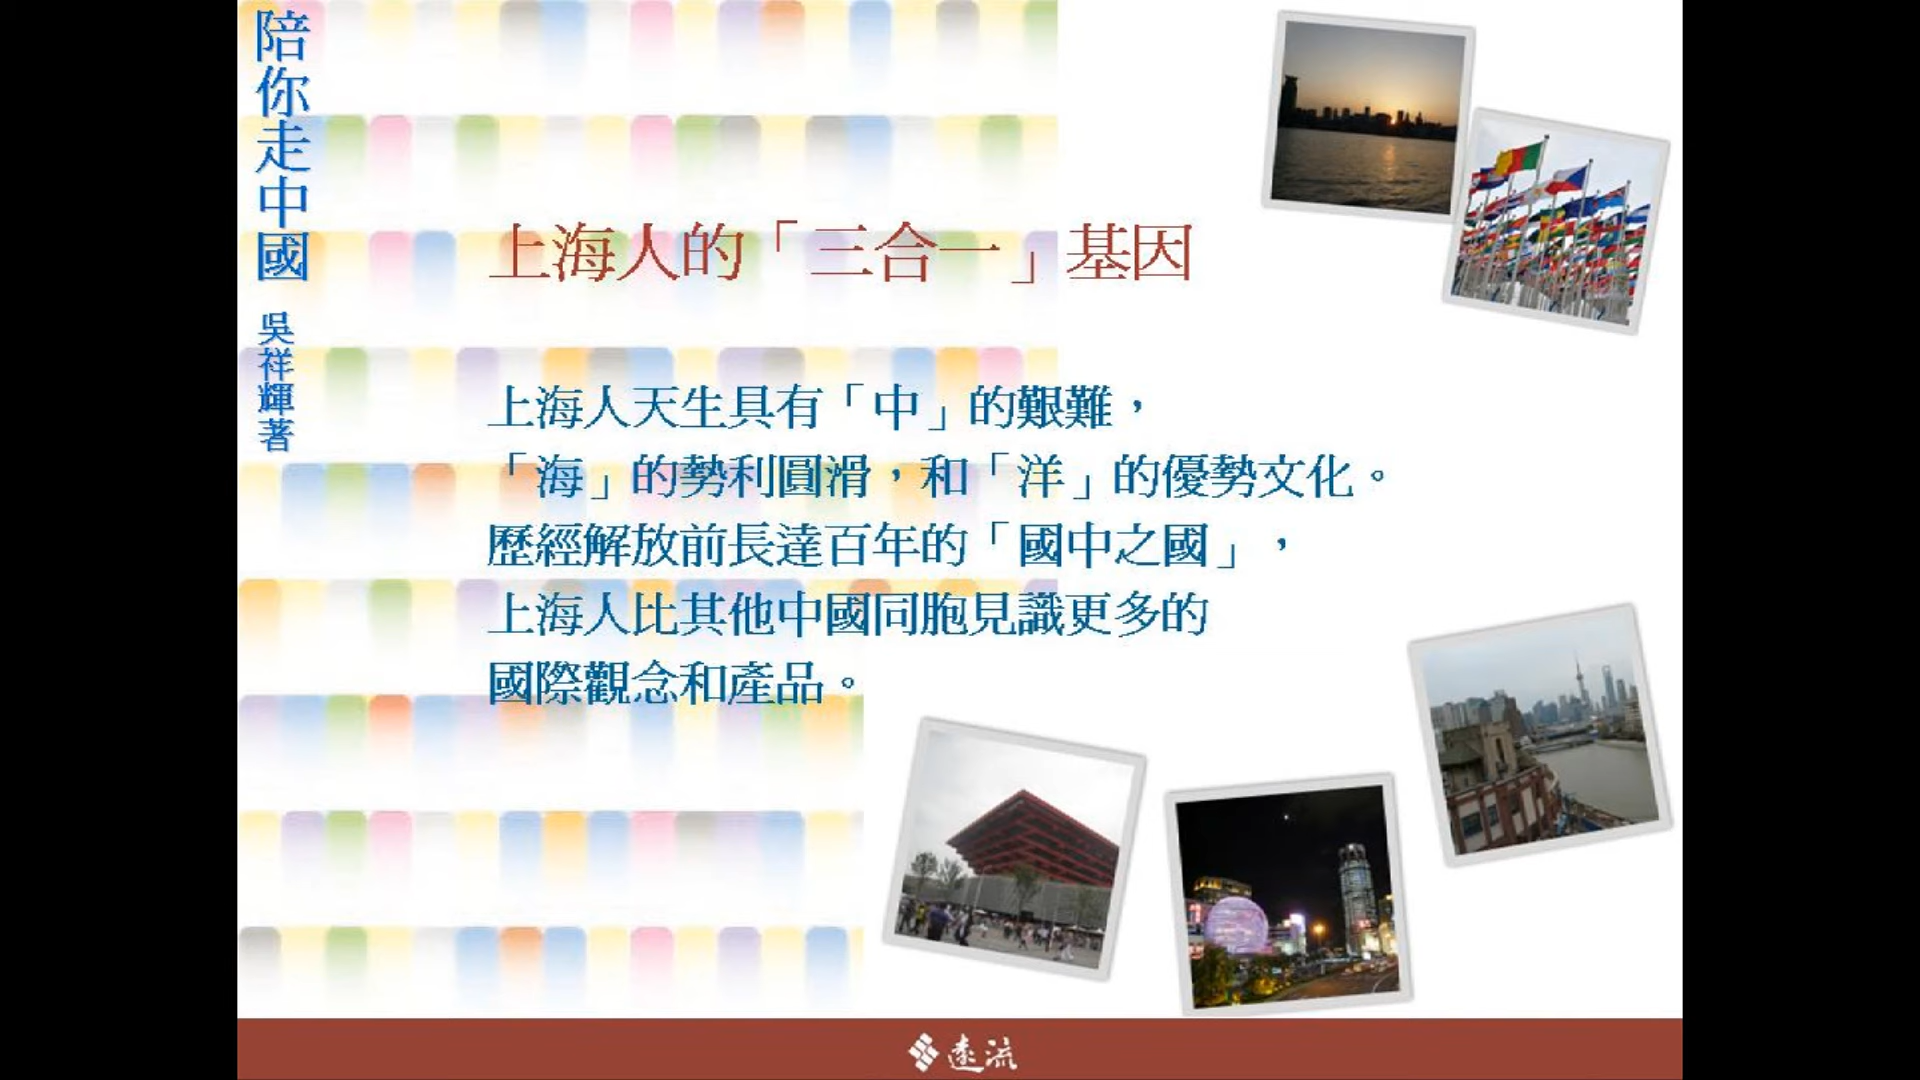 陪你走中國 吳祥輝著
上海人的「三合一」基因
上海人天生具有「中」的艱難，
「海」的勢利圓滑，和「洋」的優勢文化。
歷經解放前長達百年的「國中之國」，
上海人比其他中國同胞見識更多的
國際觀念和產品。
遠流